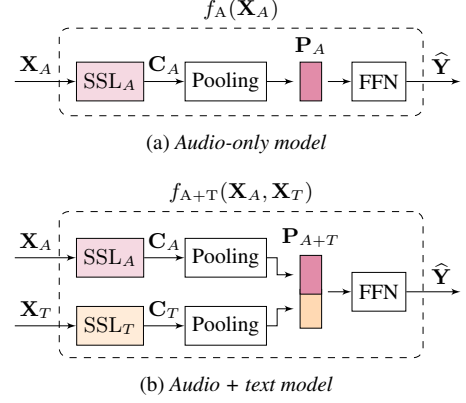 f_A(X_A)
X_A SSL_A C_A Pooling P_A FFN Ŷ
(a) Audio-only model
f_{A+T}(X_A, X_T)
X_A SSL_A C_A Pooling P_{A+T}
FFN Ŷ
X_T SSL_T C_T Pooling
(b) Audio + text model